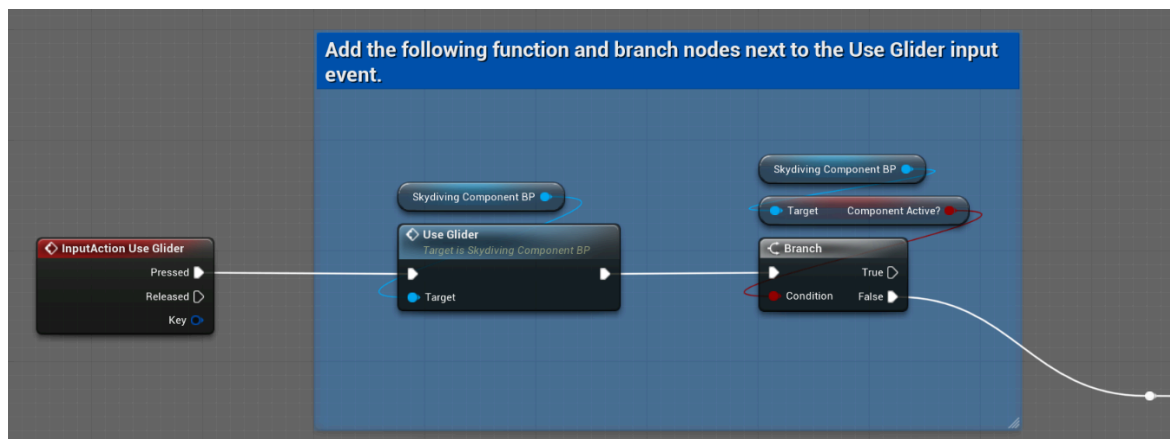 Add the following function and branch nodes next to the Use Glider input
event.
Skydiving Component BP
Skydiving Component BP
Target Component Active?
Use Glider
Target is Skydiving Component BP
Target
InputAction Use Glider
Pressed
Released
Key
Branch
True
Condition False